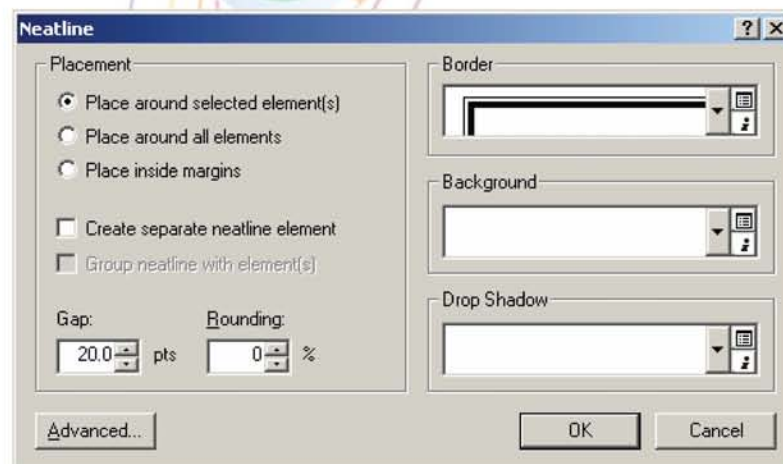 Neatline
Placement
Place around selected element(s)
Place around all elements
Place inside margins
Create separate neatline element
Group neatline with element(s)
Gap:
Rounding:
20.0 pts
0 %
Advanced...
Border
Background
Drop Shadow
OK
Cancel